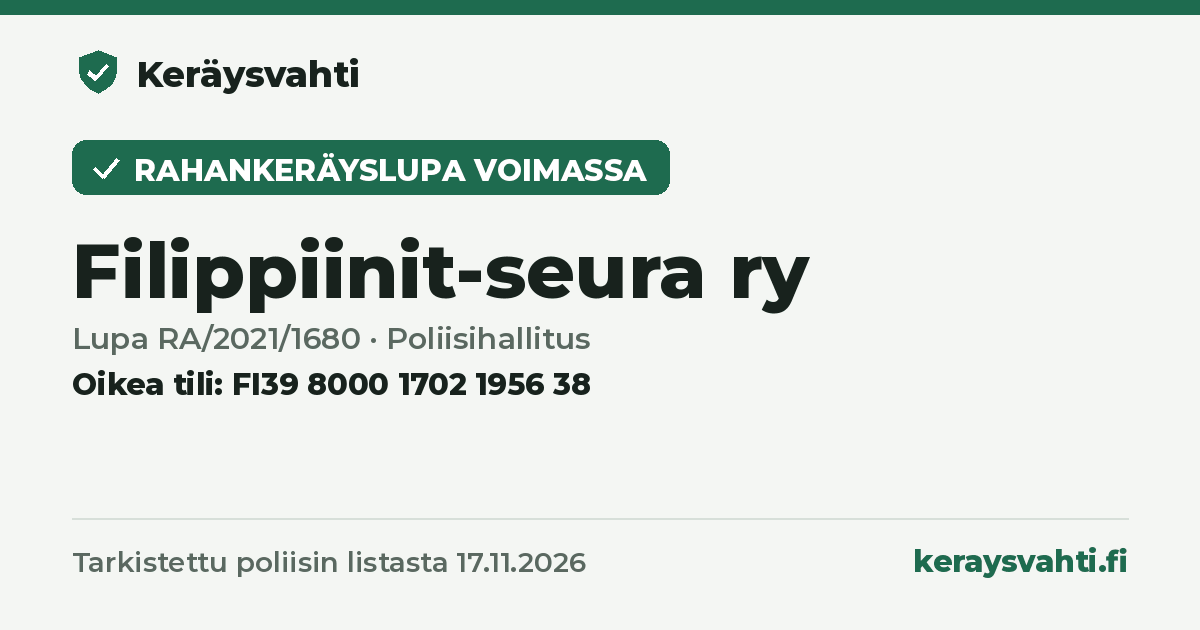 Keräysvahti
RAHANKERÄYSLUPA VOIMASSA
Filippiinit-seura ry
Lupa RA/2021/1680 · Poliisihallitus
Oikea tili: FI39 8000 1702 1956 38
Tarkistettu poliisin listasta 17.11.2026
keraysvahti.fi